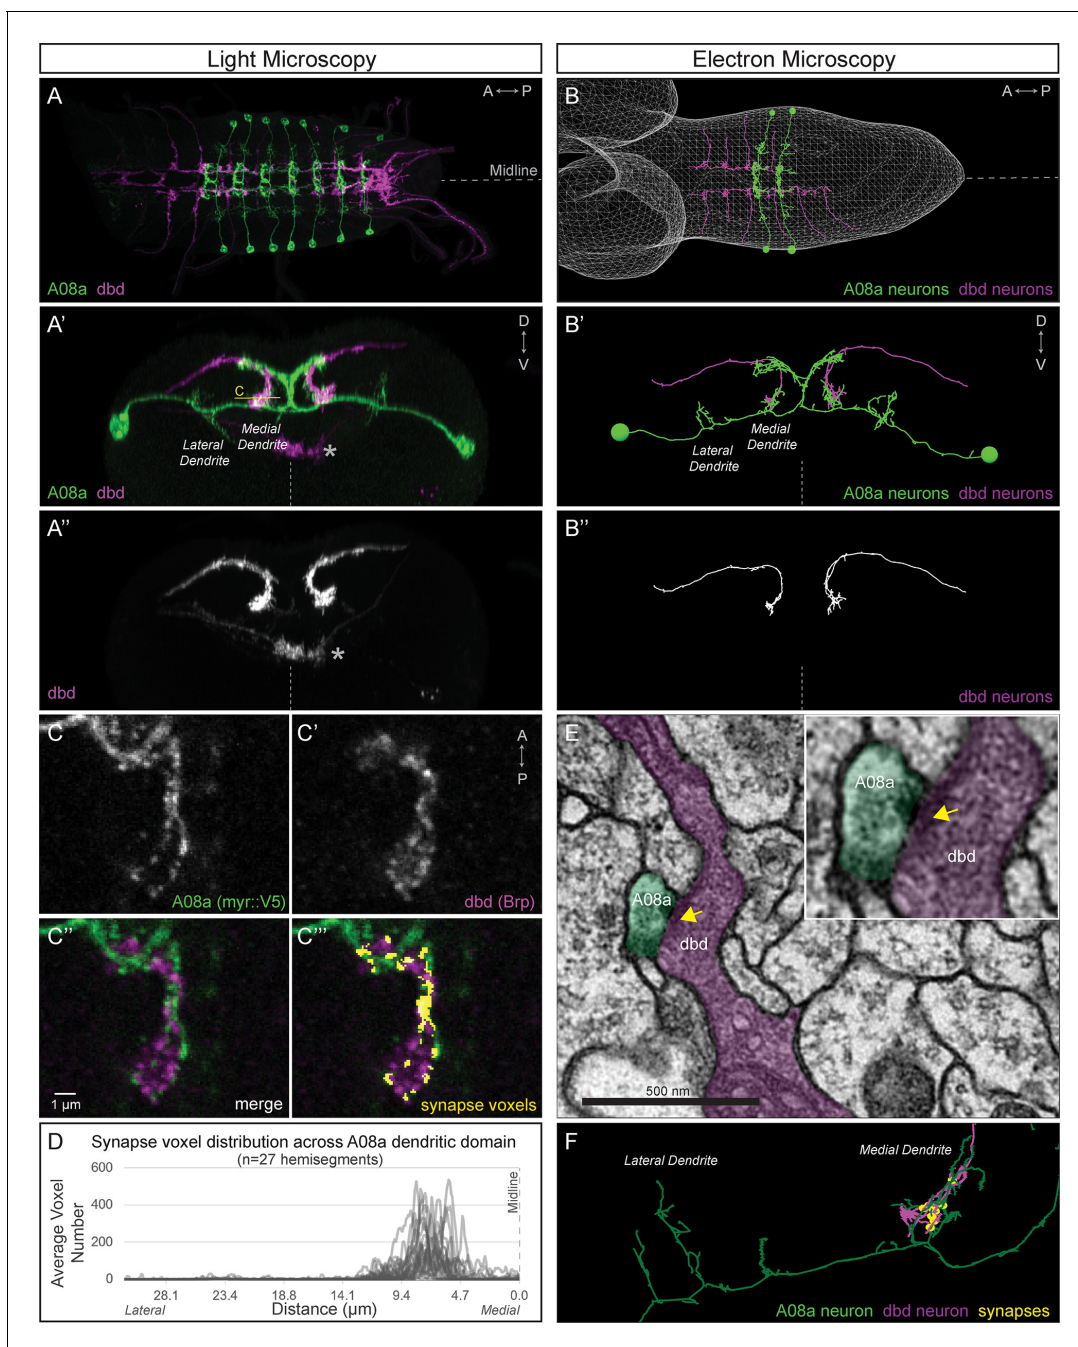 Light Microscopy
Electron Microscopy
A
A ⟷ P
Midline
A08a dbd
B
A ⟷ P
A08a neurons dbd neurons
A’
D
V
C
Lateral
Dendrite
Medial
Dendrite
*
A08a dbd
B’
D
V
Lateral
Dendrite
Medial
Dendrite
A08a neurons dbd neurons
A’’
*
dbd
B’’
dbd neurons
C
A08a (myr::V5)
C’
A
P
dbd (Brp)
C’’
1 µm
merge
C’’’
synapse voxels
E
A08a
dbd
A08a
dbd
500 nm
D
Synapse voxel distribution across A08a dendritic domain
(n=27 hemisegments)
Average Voxel
Number
600
400
200
0
Midline
28.1 23.4 18.8 14.1 9.4 4.7 0.0
Lateral Distance (µm) Medial
F
Lateral Dendrite
Medial Dendrite
A08a neuron dbd neuron synapses